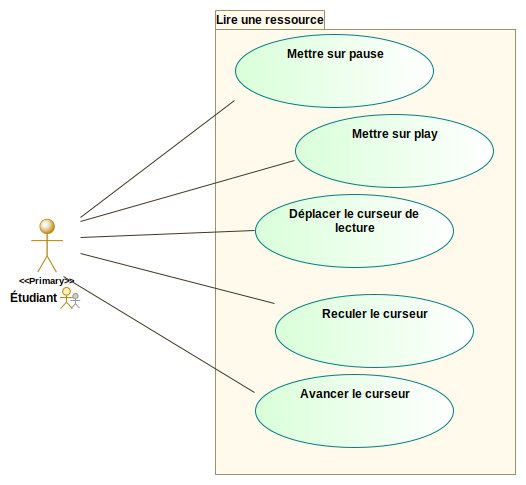 Lire une ressource
Mettre sur pause
Mettre sur play
Déplacer le curseur de
lecture
<<Primary>>
Étudiant
Reculer le curseur
Avancer le curseur